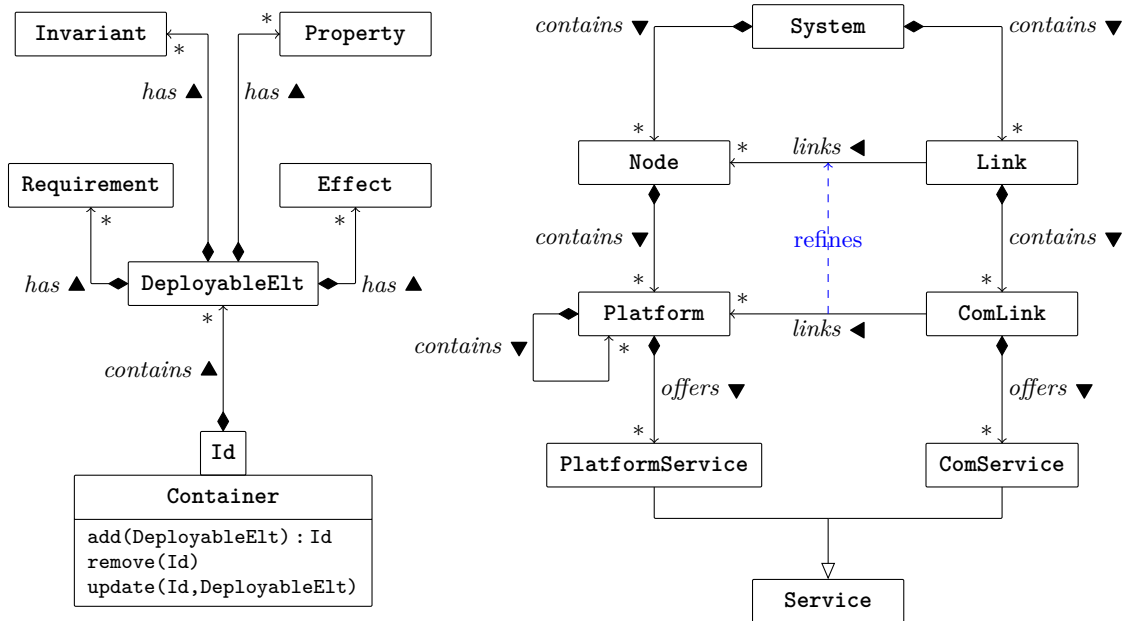 Invariant
*
*
Property
has ▲
has ▲
Requirement
*
Effect
*
has ▲
DeployableElt
has ▲
*
contains ▲
Id
Container
add(DeployableElt) : Id
remove(Id)
update(Id,DeployableElt)
contains ▼
System
contains ▼
*
*
Node
*
links ◀
Link
contains ▼
refines
contains ▼
*
*
Platform
*
links ◀
ComLink
contains ▼
*
offers ▼
offers ▼
*
*
PlatformService
ComService
Service